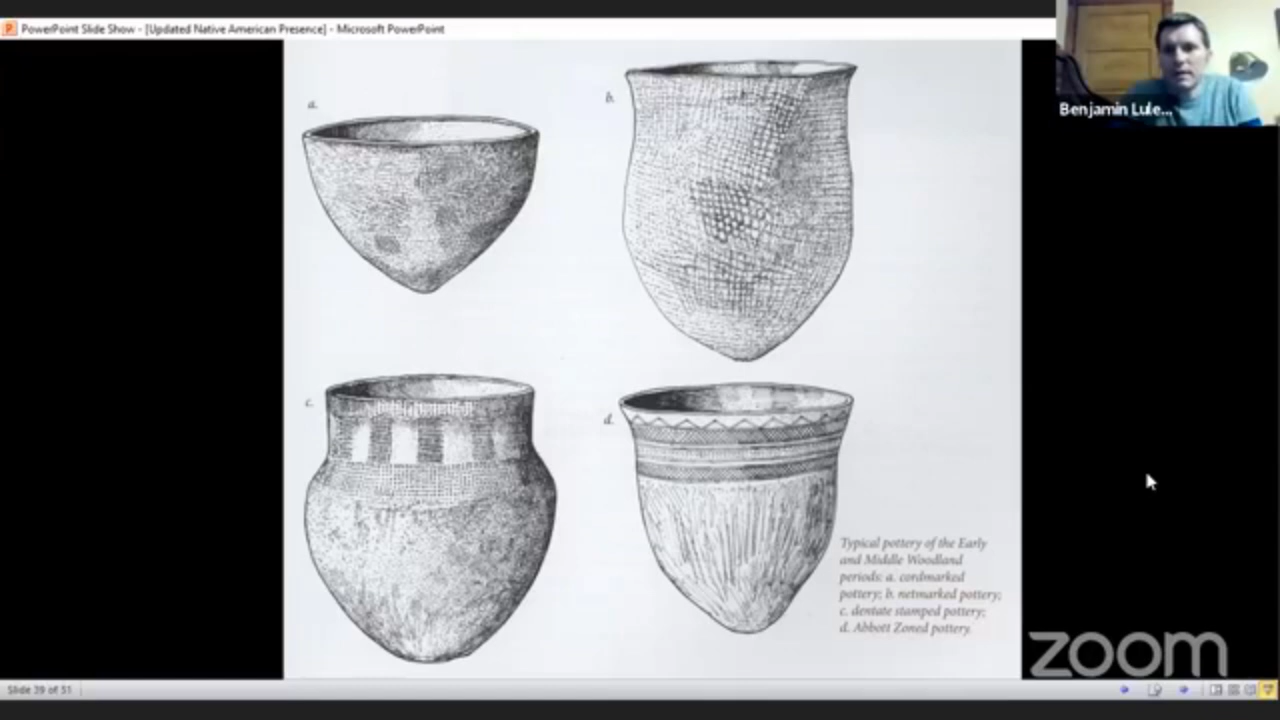 PowerPoint Slide Show - [Updated Native American Presence] - Microsoft PowerPoint
Benjamin Lule...
a.
b.
c.
d.
Typical pottery of the Early
and Middle Woodland
periods: a. cordmarked
pottery; b. netmarked pottery;
c. dentate stamped pottery;
d. Abbott Zoned pottery.
zoom
Slide 39 of 51